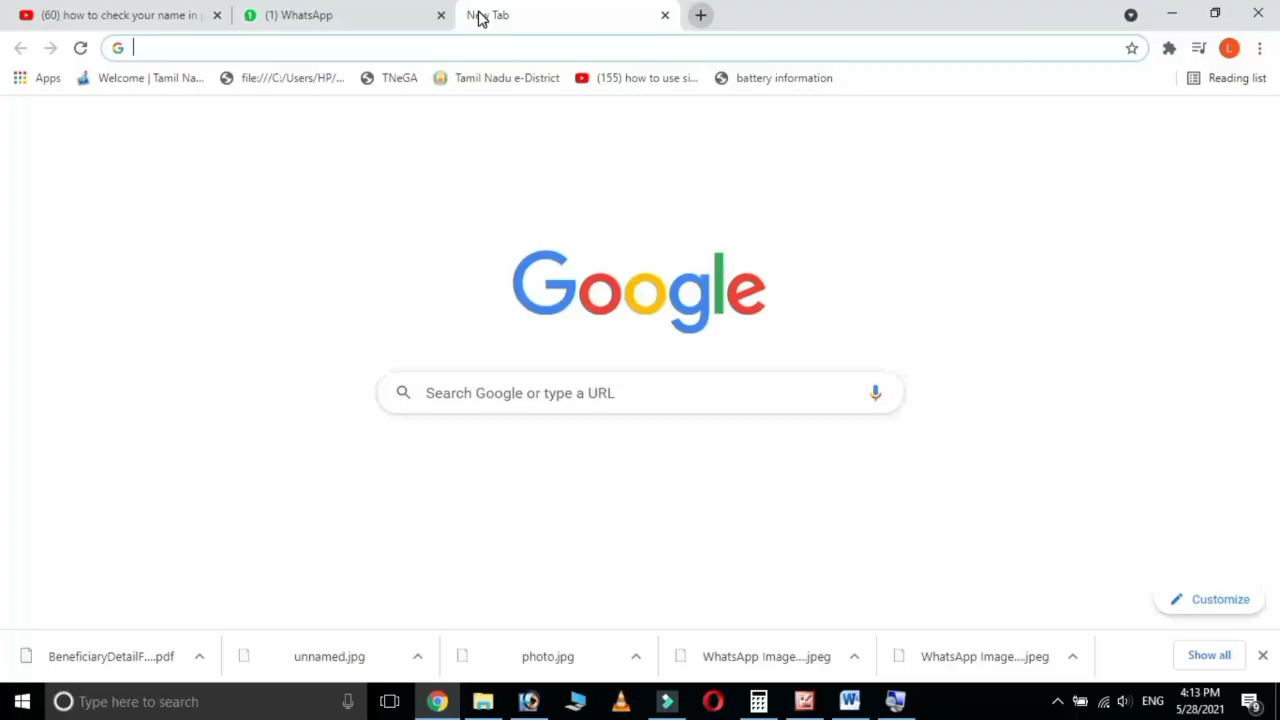 (60) how to check your name in
(1) WhatsApp
New Tab
Apps
Welcome | Tamil Na...
file:///C:/Users/HP/...
TNeGA
Tamil Nadu e-District
(155) how to use si...
battery information
Reading list
L
Google
Search Google or type a URL
Customize
BeneficiaryDetailF....pdf
unnamed.jpg
photo.jpg
WhatsApp Image....jpeg
WhatsApp Image....jpeg
Show all
Type here to search
ENG
4:13 PM
5/28/2021
9